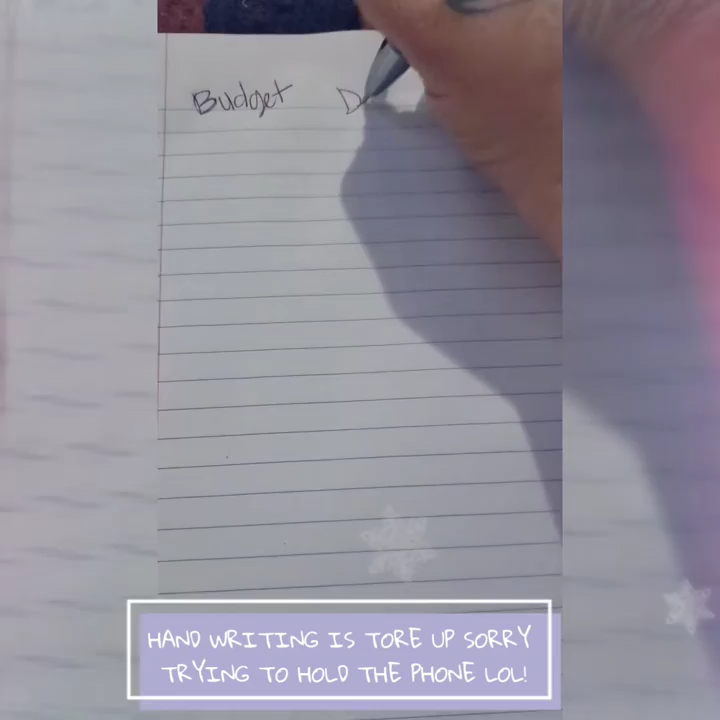 Budget D
HAND WRITING IS TORE UP SORRY
TRYING TO HOLD THE PHONE LOL!